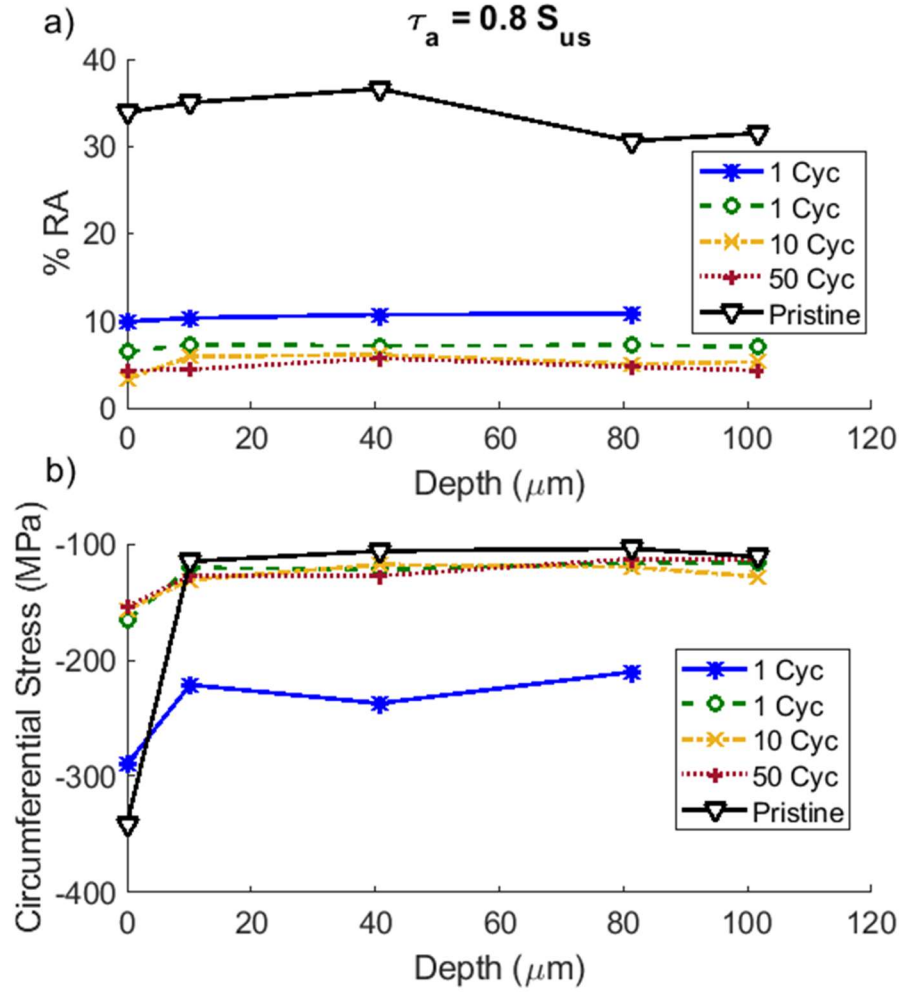 a)
τa = 0.8 Sus
40
30
20
10
0
% RA
1 Cyc
1 Cyc
10 Cyc
50 Cyc
Pristine
0 20 40 60 80 100 120
Depth (μm)
b)
-100
-200
-300
-400
Circumferential Stress (MPa)
1 Cyc
1 Cyc
10 Cyc
50 Cyc
Pristine
0 20 40 60 80 100 120
Depth (μm)